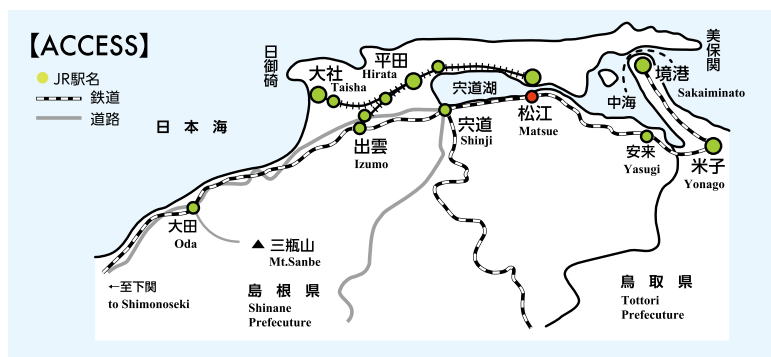 【ACCESS】
JR駅名
鉄道
道路
日本海
日御碕
大社
Taisha
平田
Hirata
宍道湖
美保関
境港
Sakaiminato
中海
松江
Matsue
宍道
Shinji
出雲
Izumo
安来
Yasugi
米子
Yonago
大田
Oda
▲ 三瓶山
Mt.Sanbe
←至下関
to Shimonoseki
島根県
Shinane
Prefecuture
鳥取県
Tottori
Prefecuture